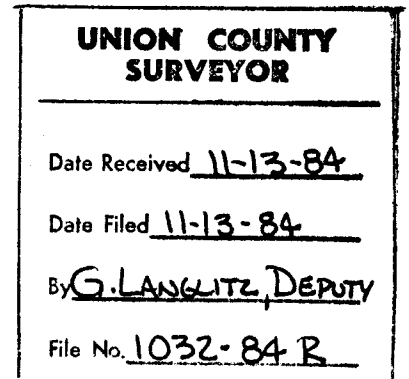 UNION COUNTY
SURVEYOR
Date Received 11-13-84
Date Filed 11-13-84
By G. LANGLITZ, DEPUTY
File No. 1032-84 R